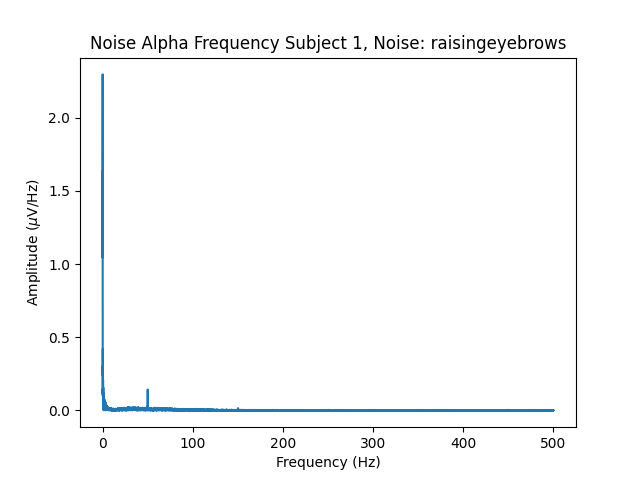 Noise Alpha Frequency Subject 1, Noise: raisingeyebrows
2.0
1.5
1.0
0.5
0.0
Amplitude (μV/Hz)
0 100 200 300 400 500
Frequency (Hz)